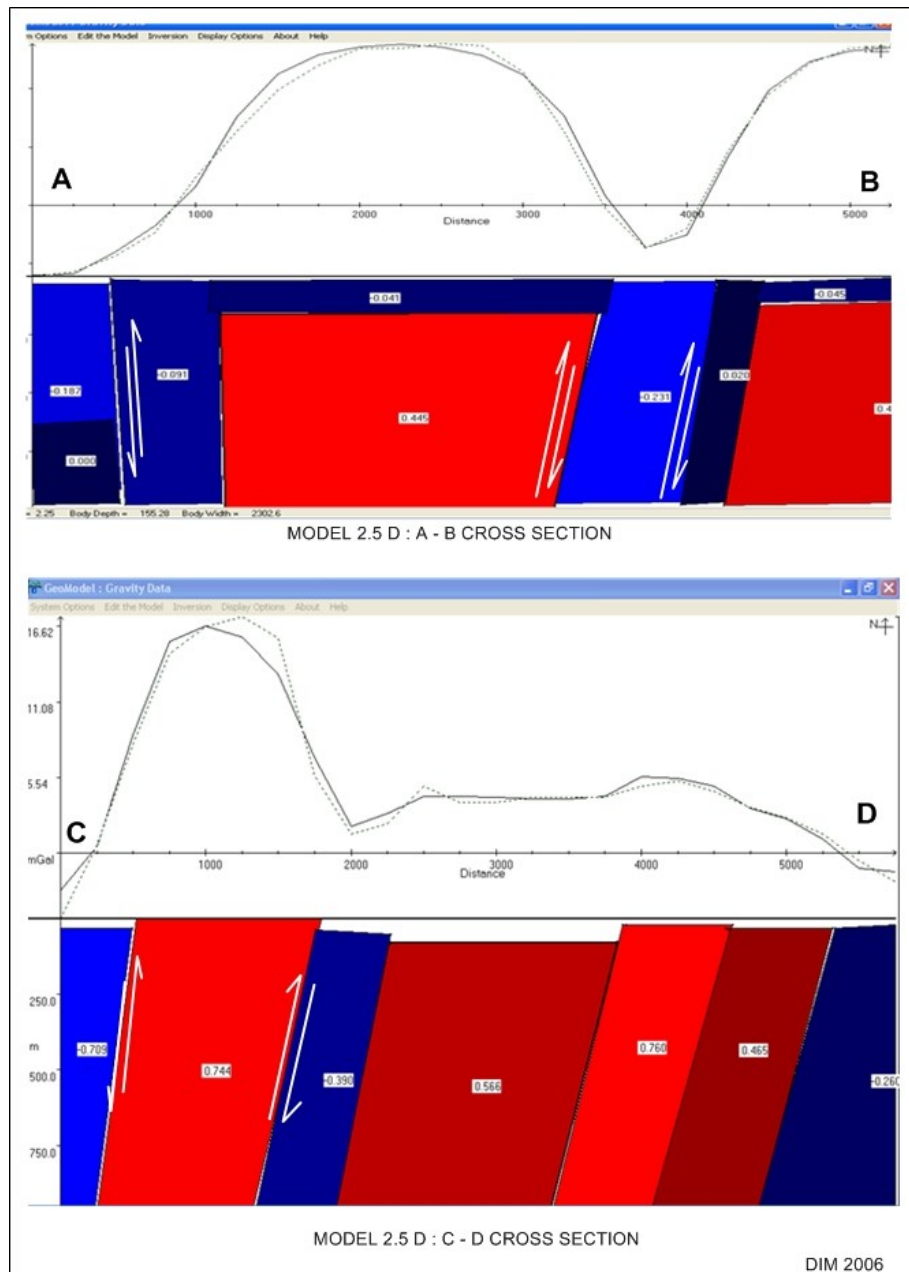 m Options Edit the Model Inversion Display Options About Help
N
A
B
1000 2000 3000 4000 5000
Distance
-0.041
-0.045
-0.091
-0.187
0.445
-0.231
0.020
0.4
0.000
= 2.25 Body Depth = 155.28 Body Width = 2302.6
MODEL 2.5 D : A - B CROSS SECTION
GeoModel : Gravity Data
System Options Edit the Model Inversion Display Options About Help
16.62
N
11.08
5.54
C
D
mGal
1000 2000 3000 4000 5000
Distance
250.0
m
-0.709
0.744
-0.390
0.566
0.760
0.465
-0.260
500.0
750.0
MODEL 2.5 D : C - D CROSS SECTION
DIM 2006